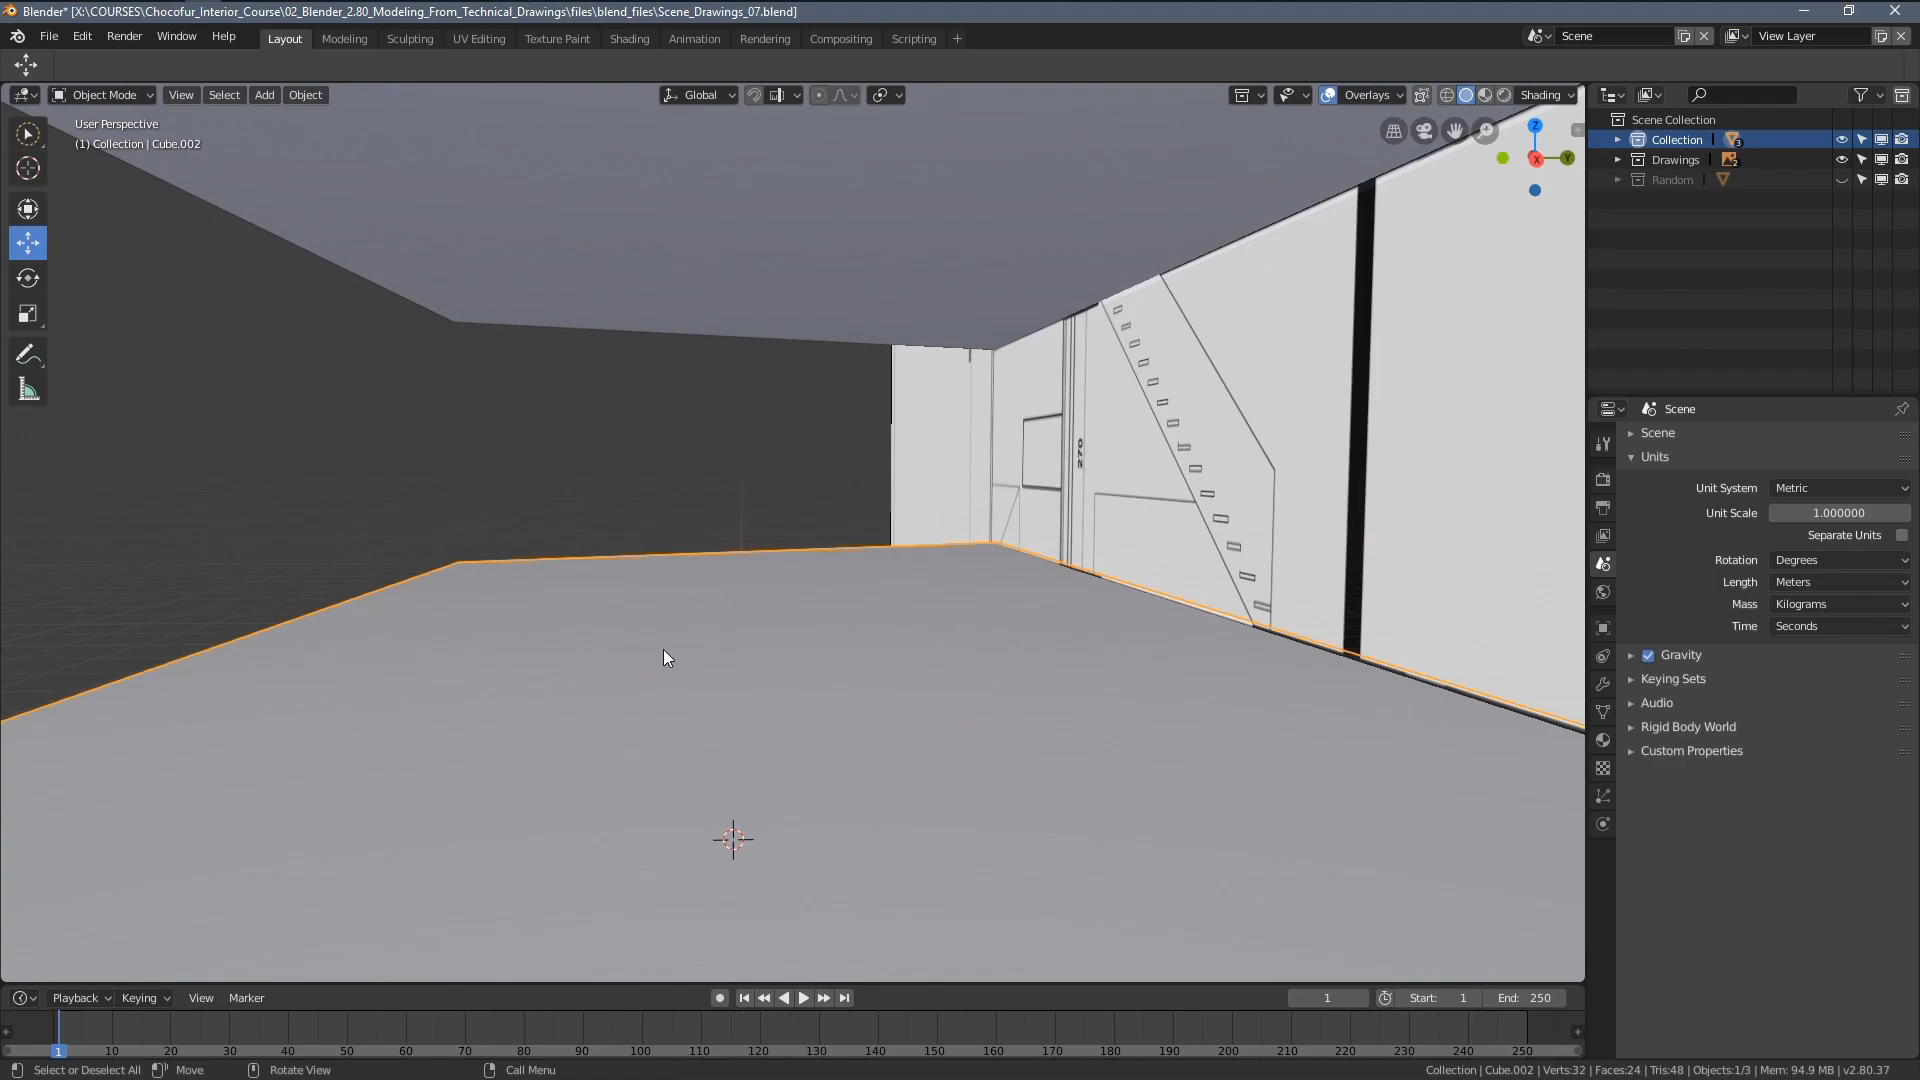 Blender* [X:\COURSES\Chocofur_Interior_Course\02_Blender_2.80_Modeling_From_Technical_Drawings\files\blend_files\Scene_Drawings_07.blend]
File Edit Render Window Help Layout Modeling Sculpting UV Editing Texture Paint Shading Animation Rendering Compositing Scripting + Scene View Layer
Object Mode View Select Add Object Global Overlays Shading
User Perspective
(1) Collection | Cube.002
Z
X
Y
270
Scene Collection
Collection 3
Drawings 2
Random
Scene
Scene
Units
Unit System Metric
Unit Scale 1.000000
Separate Units
Rotation Degrees
Length Meters
Mass Kilograms
Time Seconds
Gravity
Keying Sets
Audio
Rigid Body World
Custom Properties
Playback Keying View Marker 1 Start: 1 End: 250
1 10 20 30 40 50 60 70 80 90 100 110 120 130 140 150 160 170 180 190 200 210 220 230 240 250
Select or Deselect All Move Rotate View Call Menu Collection | Cube.002 | Verts:32 | Faces:24 | Tris:48 | Objects:1/3 | Mem: 94.9 MB | v2.80.37